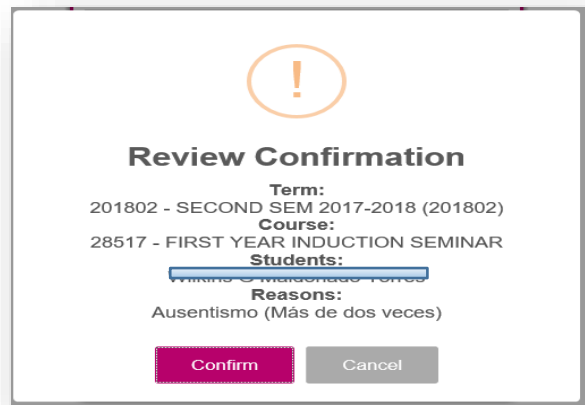 !
Review Confirmation
Term:
201802 - SECOND SEM 2017-2018 (201802)
Course:
28517 - FIRST YEAR INDUCTION SEMINAR
Students:
Reasons:
Ausentismo (Más de dos veces)
Confirm Cancel